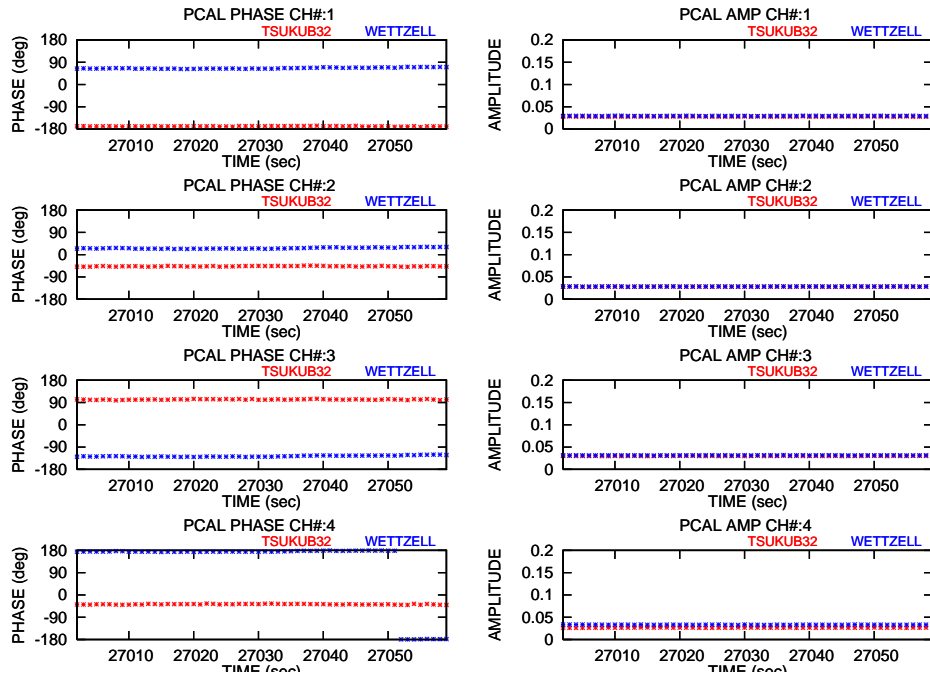 PCAL PHASE CH#:1
TSUKUB32 WETTZELL
180
90
0
-90
-180
PHASE (deg)
27010 27020 27030 27040 27050
TIME (sec)
PCAL AMP CH#:1
TSUKUB32 WETTZELL
0.2
0.15
0.1
0.05
0
AMPLITUDE
27010 27020 27030 27040 27050
TIME (sec)
PCAL PHASE CH#:2
TSUKUB32 WETTZELL
180
90
0
-90
-180
PHASE (deg)
27010 27020 27030 27040 27050
TIME (sec)
PCAL AMP CH#:2
TSUKUB32 WETTZELL
0.2
0.15
0.1
0.05
0
AMPLITUDE
27010 27020 27030 27040 27050
TIME (sec)
PCAL PHASE CH#:3
TSUKUB32 WETTZELL
180
90
0
-90
-180
PHASE (deg)
27010 27020 27030 27040 27050
TIME (sec)
PCAL AMP CH#:3
TSUKUB32 WETTZELL
0.2
0.15
0.1
0.05
0
AMPLITUDE
27010 27020 27030 27040 27050
TIME (sec)
PCAL PHASE CH#:4
TSUKUB32 WETTZELL
180
90
0
-90
-180
PHASE (deg)
27010 27020 27030 27040 27050
TIME (sec)
PCAL AMP CH#:4
TSUKUB32 WETTZELL
0.2
0.15
0.1
0.05
0
AMPLITUDE
27010 27020 27030 27040 27050
TIME (sec)